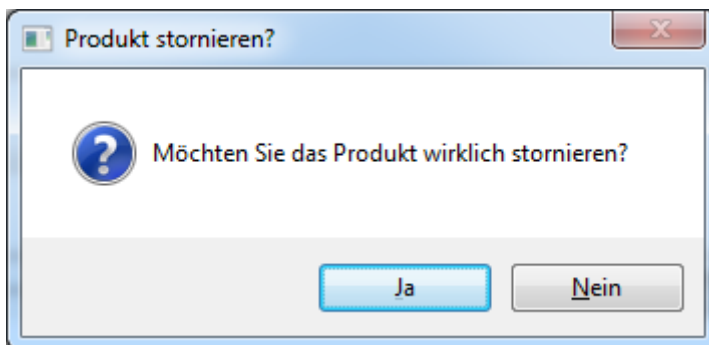 Produkt stornieren?
Möchten Sie das Produkt wirklich stornieren?
Ja
Nein